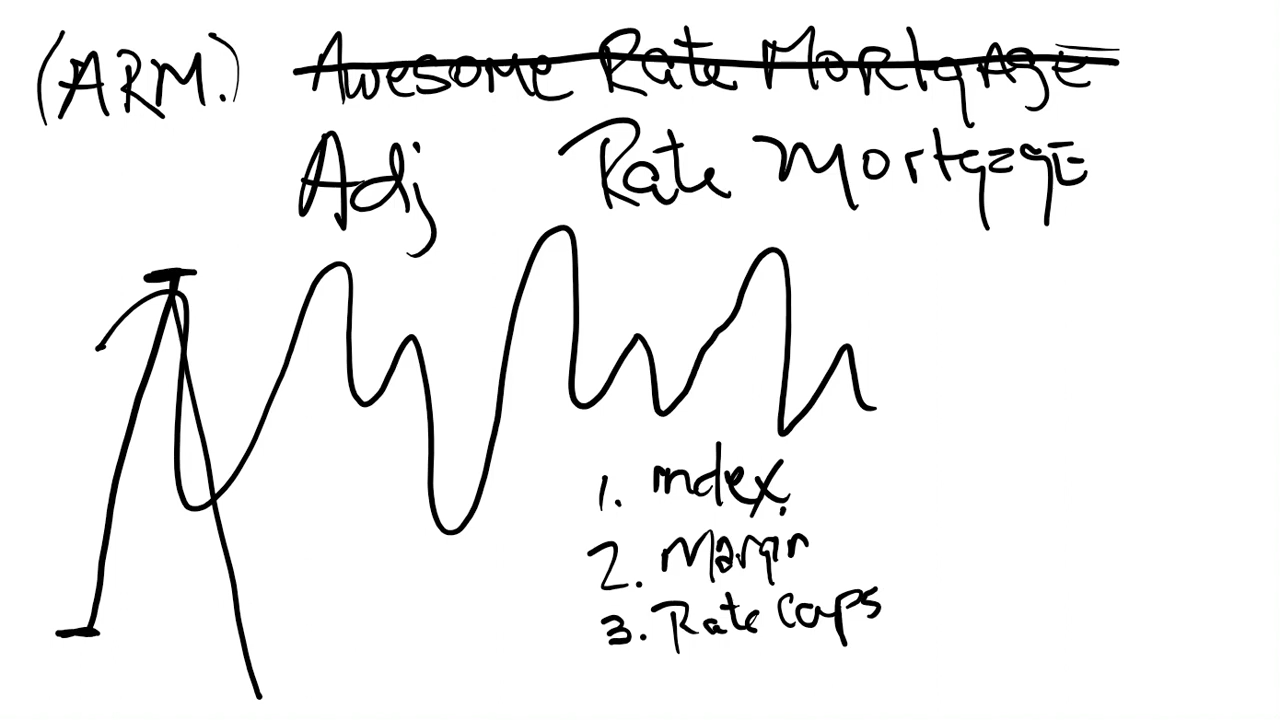 (ARM.) Awesome Rate Mortgage
Adj Rate Mortgage
1. index.
2. Margin
3. Rate Caps